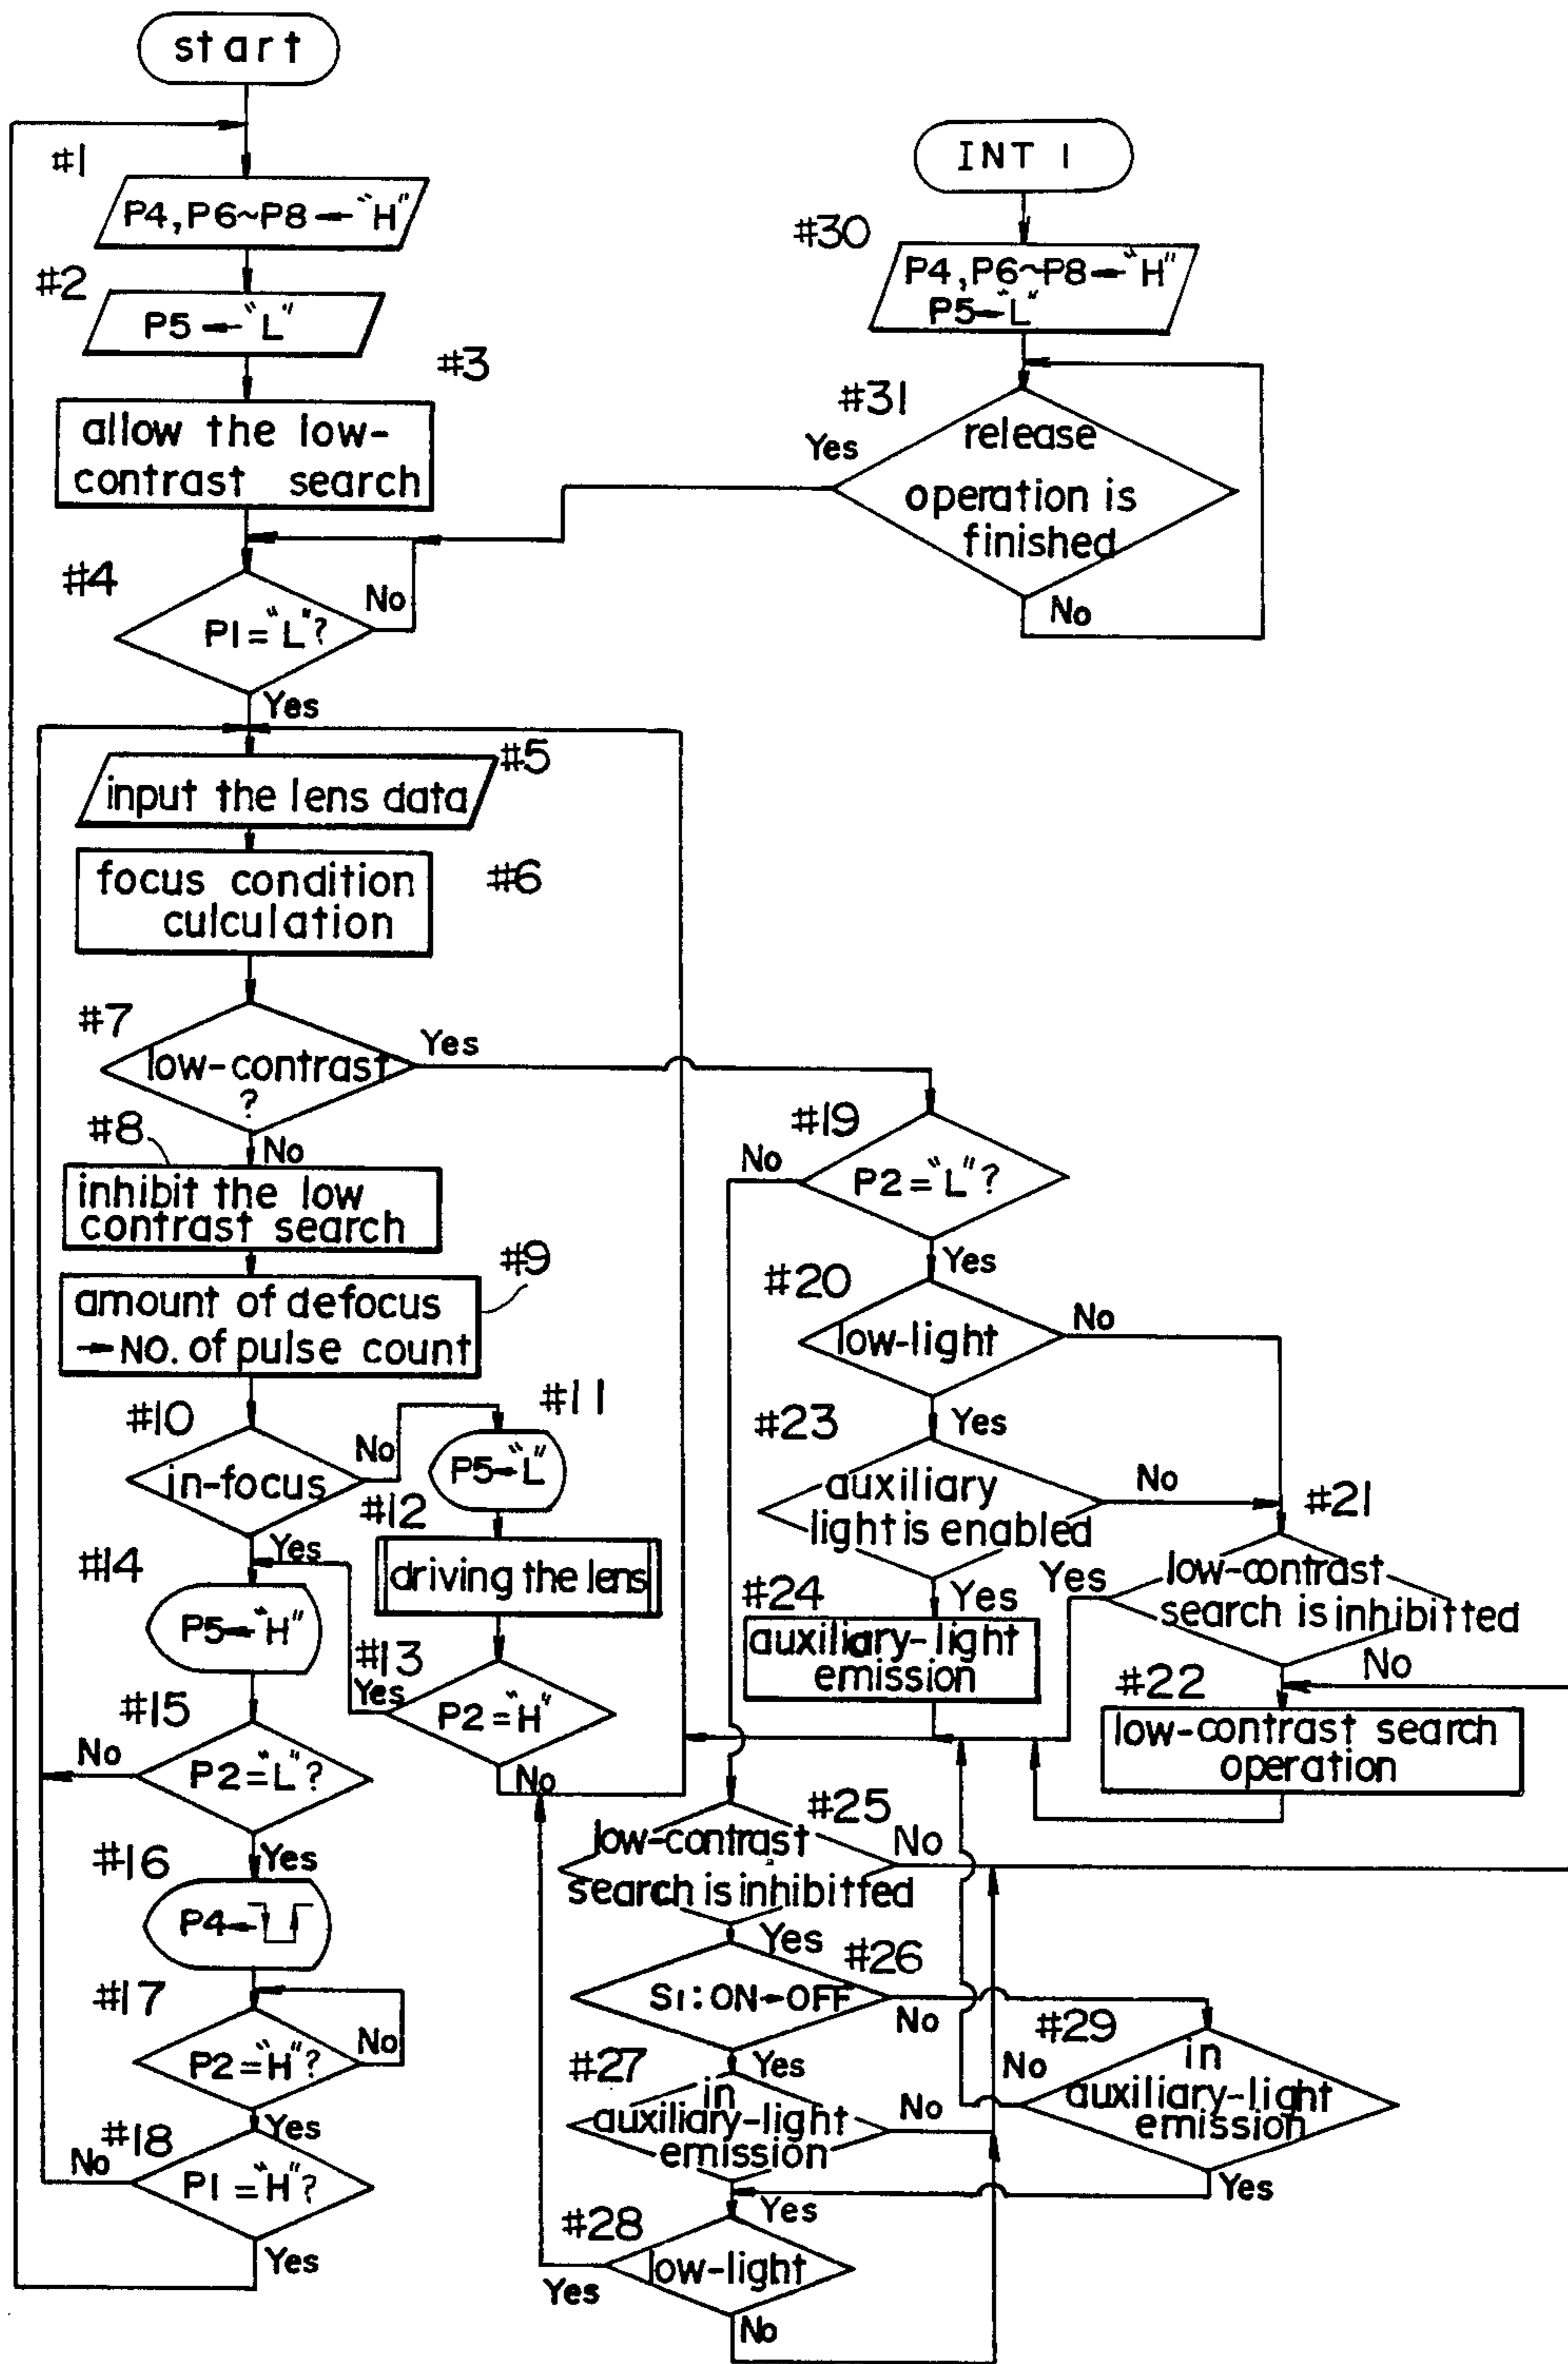 start
#1
P4,P6~P8←"H"
#2
P5←"L"
#3
allow the low-
contrast search
#4
P1="L"?
No
Yes
INT 1
#30
P4,P6~P8←"H"
P5←"L"
#31
release
operation is
finished
Yes
No
#5
input the lens data
#6
focus condition
culculation
#7
low-contrast
?
Yes
No
#8
inhibit the low
contrast search
#9
amount of defocus
→NO. of pulse count
#10
in-focus
No
Yes
#11
P5←"L"
#12
driving the lens
#13
P2="H"
Yes
No
#14
P5←"H"
#15
P2="L"?
No
Yes
#16
P4←
#17
P2="H"?
No
Yes
#18
P1="H"?
No
Yes
#19
P2="L"?
No
Yes
#20
low-light
No
Yes
#23
auxiliary
light is enabled
No
Yes
#24
auxiliary-light
emission
#21
low-contrast
search is inhibitted
Yes
No
#22
low-contrast search
operation
#25
low-contrast
search is inhibitted
No
Yes
#26
S1:ON→OFF
No
Yes
#27
in
auxiliary-light
emission
No
Yes
#29
in
auxiliary-light
emission
No
Yes
#28
low-light
Yes
No